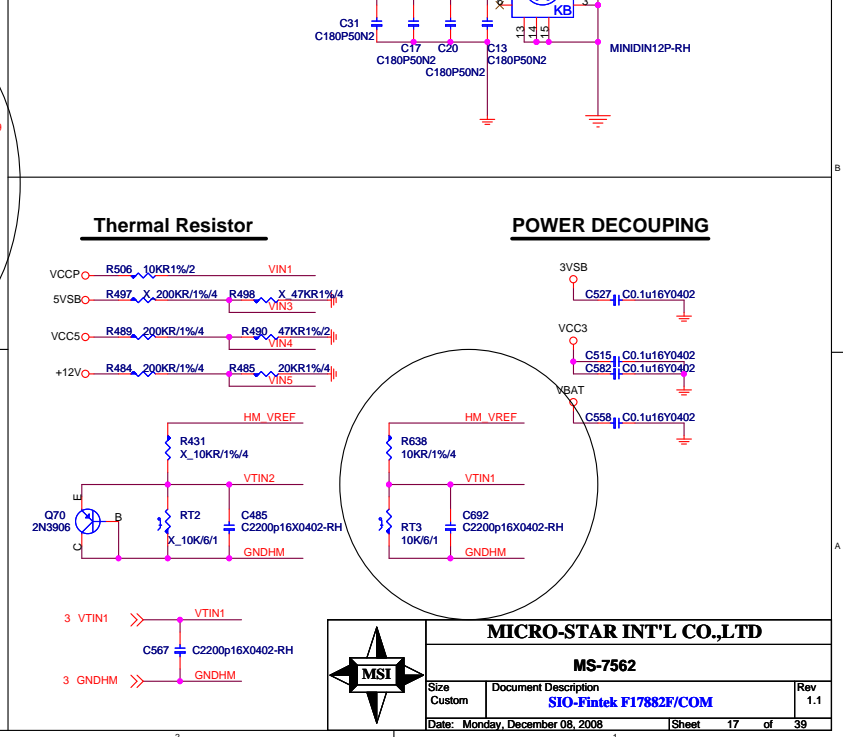 KB
3
C31
C180P50N2
C17
C180P50N2
C20
C180P50N2
C13
C180P50N2
13
14
15
MINIDIN12P-RH
B
Thermal Resistor
VCCP
R506 10KR1%/2
VIN1
5VSB
R497 X_200KR/1%/4
R498 X_47KR1%/4
VIN3
VCC5
R489 200KR/1%/4
R490 47KR1%/2
VIN4
+12V
R484 200KR/1%/4
R485 20KR1%/4
VIN5
POWER DECOUPING
3VSB
C527 C0.1u16Y0402
VCC3
C515 C0.1u16Y0402
C582 C0.1u16Y0402
VBAT
C558 C0.1u16Y0402
HM_VREF
R431
X_10KR/1%/4
VTIN2
E
Q70
2N3906
B
C
RT2
X_10K/6/1
C485
C2200p16X0402-RH
GNDHM
HM_VREF
R638
10KR/1%/4
VTIN1
RT3
10K/6/1
C692
C2200p16X0402-RH
GNDHM
A
3 VTIN1
VTIN1
C567 C2200p16X0402-RH
3 GNDHM
GNDHM
MSI
MICRO-STAR INT'L CO.,LTD
MS-7562
Size
Custom
Document Description
SIO-Fintek F17882F/COM
Rev
1.1
Date: Monday, December 08, 2008
Sheet 17 of 39